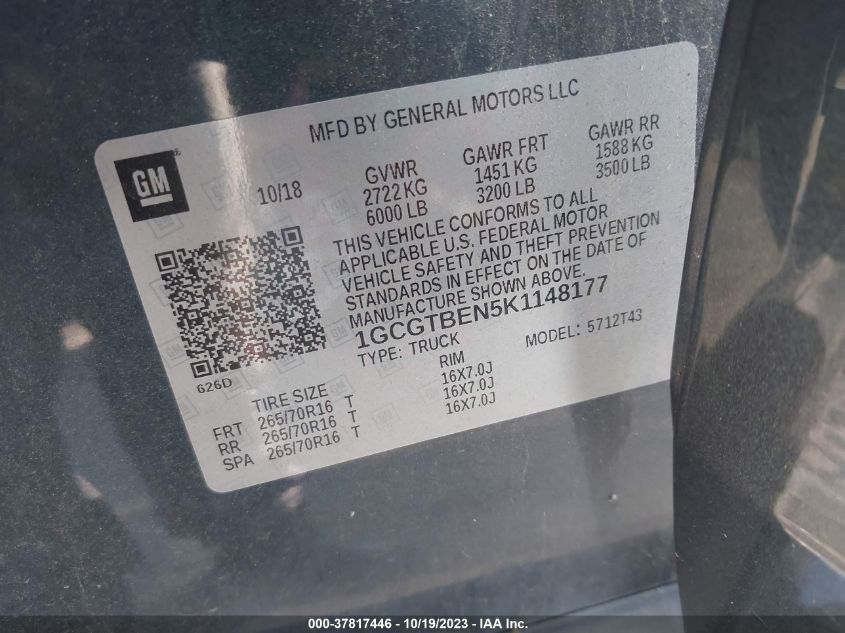 MFD BY GENERAL MOTORS LLC
GM
10/18
GVWR
2722 KG
6000 LB
GAWR FRT
1451 KG
3200 LB
GAWR RR
1588 KG
3500 LB
THIS VEHICLE CONFORMS TO ALL
APPLICABLE U.S. FEDERAL MOTOR
VEHICLE SAFETY AND THEFT PREVENTION
STANDARDS IN EFFECT ON THE DATE OF
MANUFACTURE SHOWN ABOVE.
1GCGTBEN5K1148177
TYPE: TRUCK
MODEL: 5712T43
626D
TIRE SIZE RIM
FRT 265/70R16 T 16X7.0J
RR 265/70R16 T 16X7.0J
SPA 265/70R16 T 16X7.0J
000-37817446 - 10/19/2023 - IAA Inc.